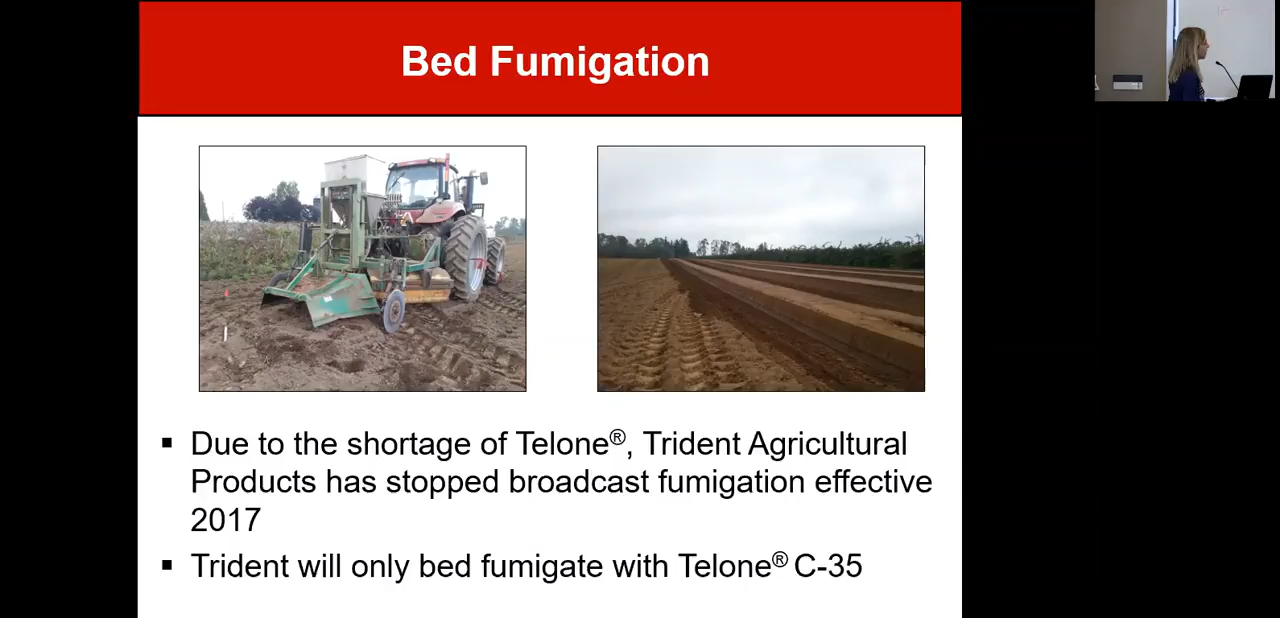 Bed Fumigation
▪ Due to the shortage of Telone®, Trident Agricultural
Products has stopped broadcast fumigation effective
2017
▪ Trident will only bed fumigate with Telone® C-35